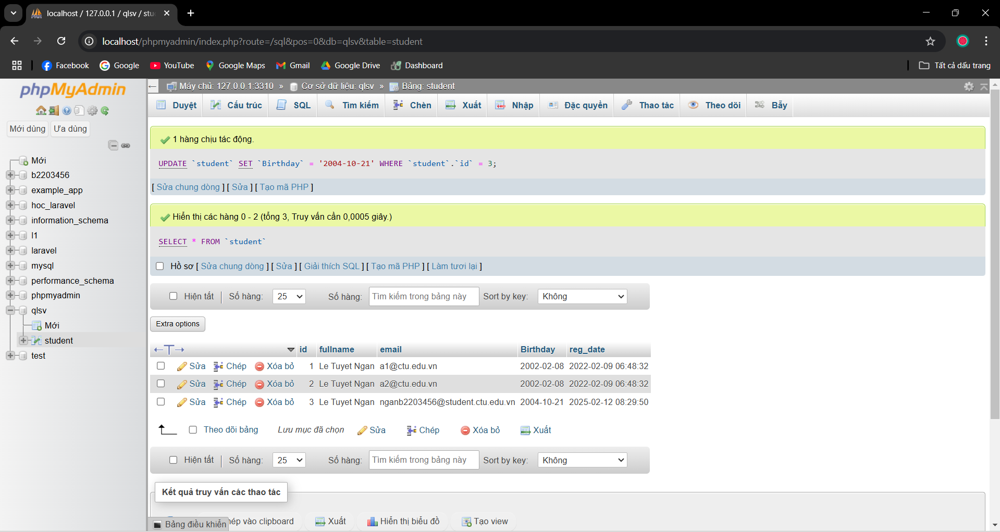 localhost / 127.0.0.1 / qlsv / stu
localhost/phpmyadmin/index.php?route=/sql&pos=0&db=qlsv&table=student
Facebook Google YouTube Google Maps Gmail Google Drive Dashboard Tất cả dấu trang
phpMyAdmin
Mới dùng Ưa dùng
Mới
b2203456
example_app
hoc_laravel
information_schema
l1
laravel
mysql
performance_schema
phpmyadmin
qlsv
Mới
student
test
Máy chủ: 127.0.0.1:3310 » Cơ sở dữ liệu: qlsv » Bảng: student
Duyệt Cấu trúc SQL Tìm kiếm Chèn Xuất Nhập Đặc quyền Thao tác Theo dõi Bẫy
1 hàng chịu tác động.
UPDATE `student` SET `Birthday` = '2004-10-21' WHERE `student`.`id` = 3;
[ Sửa chung dòng ] [ Sửa ] [ Tạo mã PHP ]
Hiển thị các hàng 0 - 2 (tổng 3, Truy vấn cần 0,0005 giây.)
SELECT * FROM `student`
Hồ sơ [ Sửa chung dòng ] [ Sửa ] [ Giải thích SQL ] [ Tạo mã PHP ] [ Làm tươi lại ]
Hiện tất Số hàng: 25 Số hàng: Tìm kiếm trong bảng này Sort by key: Không
Extra options
id fullname email Birthday reg_date
Sửa Chép Xóa bỏ 1 Le Tuyet Ngan a1@ctu.edu.vn 2002-02-08 2022-02-09 06:48:32
Sửa Chép Xóa bỏ 2 Le Tuyet Ngan a2@ctu.edu.vn 2002-02-08 2022-02-09 06:48:32
Sửa Chép Xóa bỏ 3 Le Tuyet Ngan nganb2203456@student.ctu.edu.vn 2004-10-21 2025-02-12 08:29:50
Theo dõi bảng Lưu mục đã chọn Sửa Chép Xóa bỏ Xuất
Hiện tất Số hàng: 25 Số hàng: Tìm kiếm trong bảng này Sort by key: Không
Kết quả truy vấn các thao tác
hép vào clipboard Xuất Hiển thị biểu đồ Tạo view
Bảng điều khiển